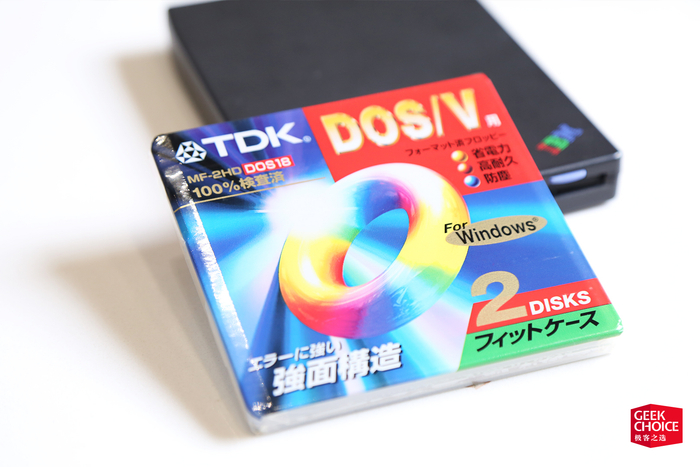 TDK
DOS/V用
フォーマット済フロッピー
MF-2HD DOS18
100%検査済
省電力
高耐久
防塵
For
Windows®
2 DISKS
フィットケース
エラーに強い
強面構造
IBM
GEEK
CHOICE
極客之选